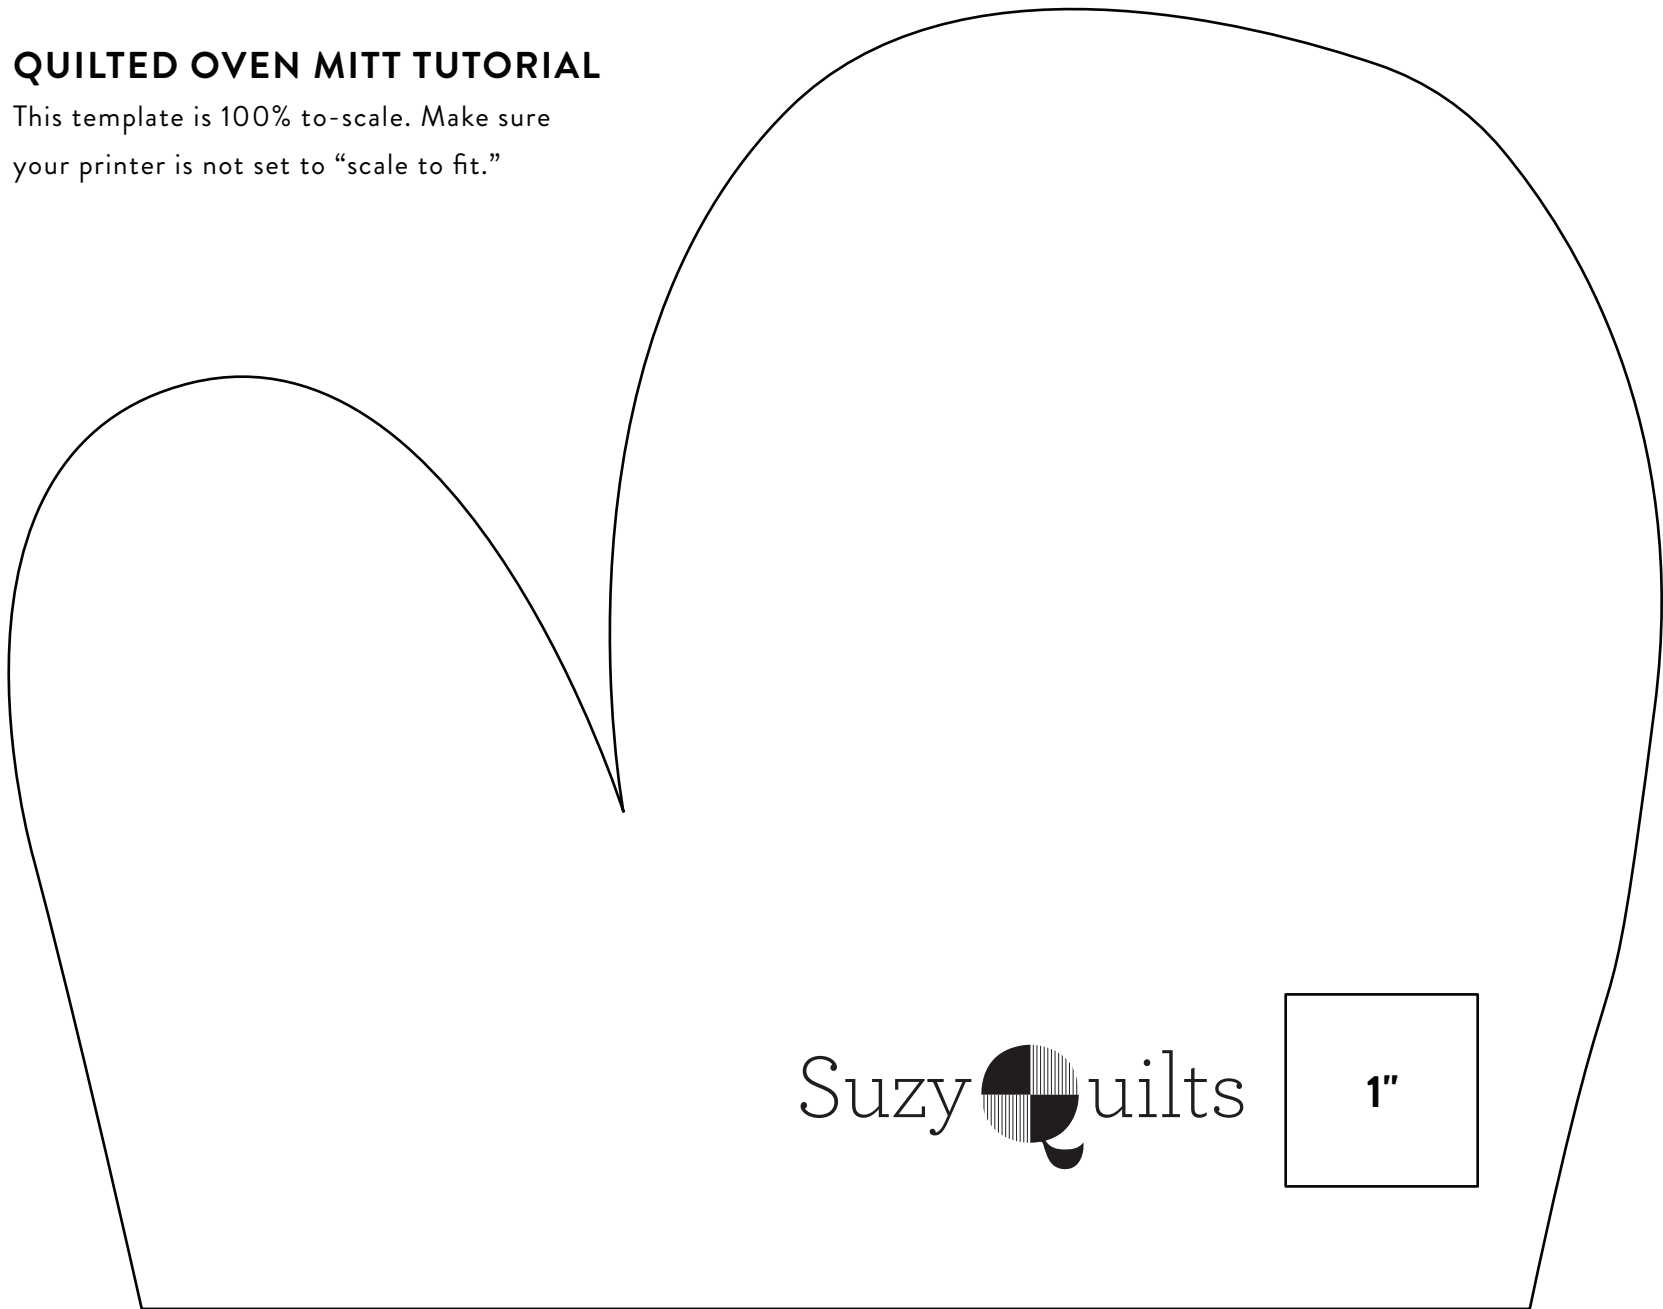 QUILTED OVEN MITT TUTORIAL
This template is 100% to-scale. Make sure
your printer is not set to “scale to fit.”
SuzyQuilts
1”